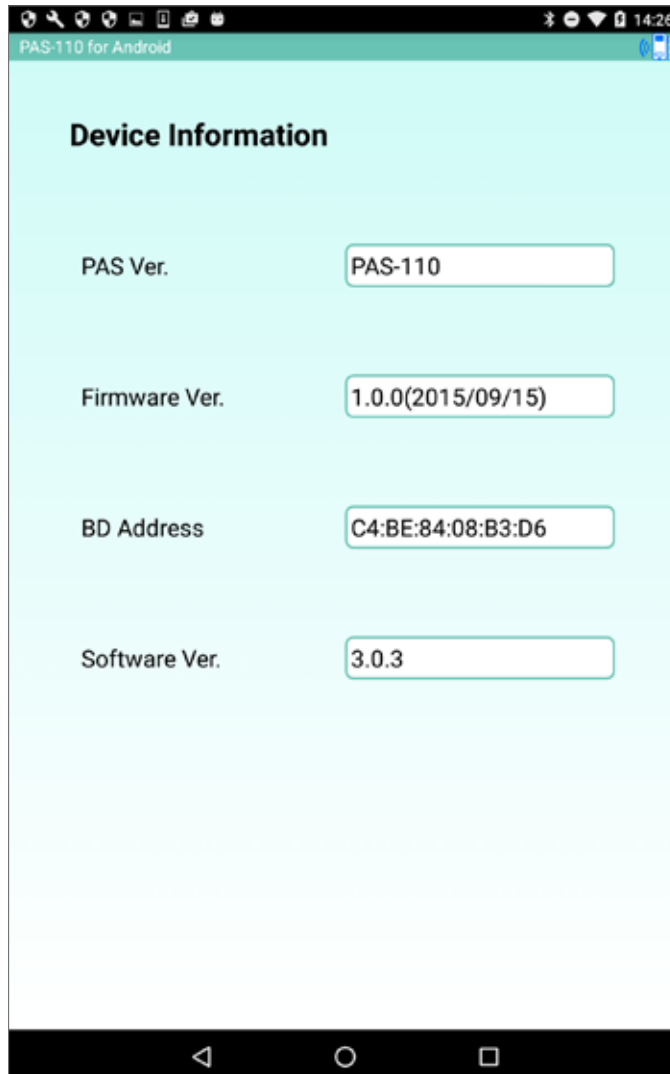 14:26
PAS-110 for Android
Device Information
PAS Ver. PAS-110
Firmware Ver. 1.0.0(2015/09/15)
BD Address C4:BE:84:08:B3:D6
Software Ver. 3.0.3